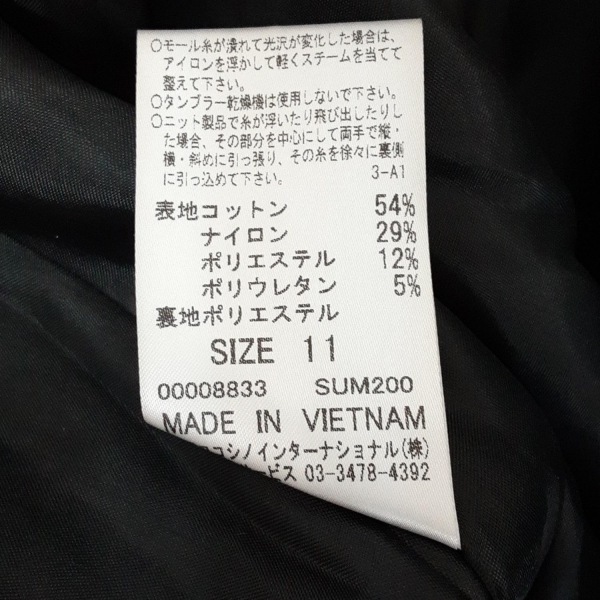 ○モール糸が潰れて光沢が変化した場合は、
アイロンを浮かして軽くスチームを当てて
整えて下さい。
○タンブラー乾燥機は使用しないで下さい。
○ニット製品で糸が浮いたり飛び出したりし
た場合、その部分を中心にして両手で縦・
横・斜めに引っ張り、その糸を徐々に裏側
に引っ込めて下さい。 3-A1
表地コットン 54%
ナイロン 29%
ポリエステル 12%
ポリウレタン 5%
裏地ポリエステル
SIZE 11
00008833 SUM200
MADE IN VIETNAM
コシノインターナショナル(株)
ービス 03-3478-4392